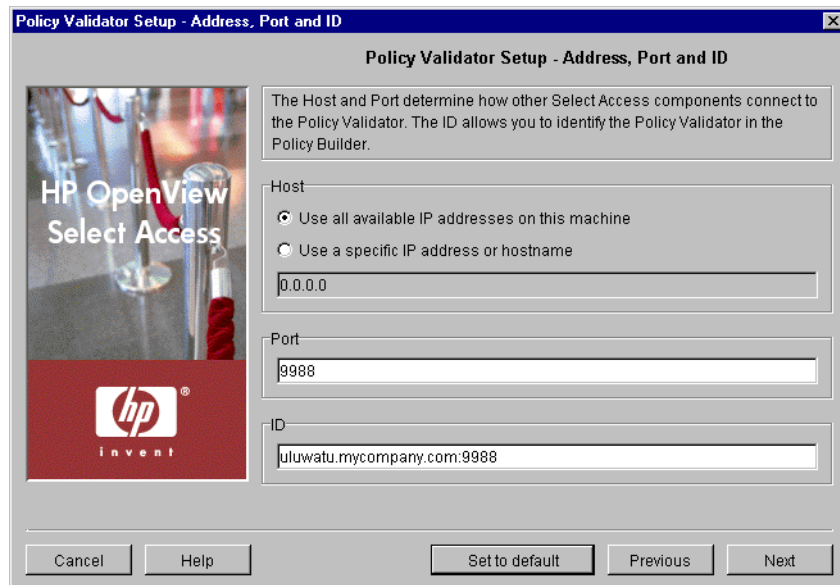 Policy Validator Setup - Address, Port and ID
Policy Validator Setup - Address, Port and ID
The Host and Port determine how other Select Access components connect to
the Policy Validator. The ID allows you to identify the Policy Validator in the
Policy Builder.
HP OpenView
Select Access
hp
®
invent
Host
Use all available IP addresses on this machine
Use a specific IP address or hostname
0.0.0.0
Port
9988
ID
uluwatu.mycompany.com:9988
Cancel
Help
Set to default
Previous
Next